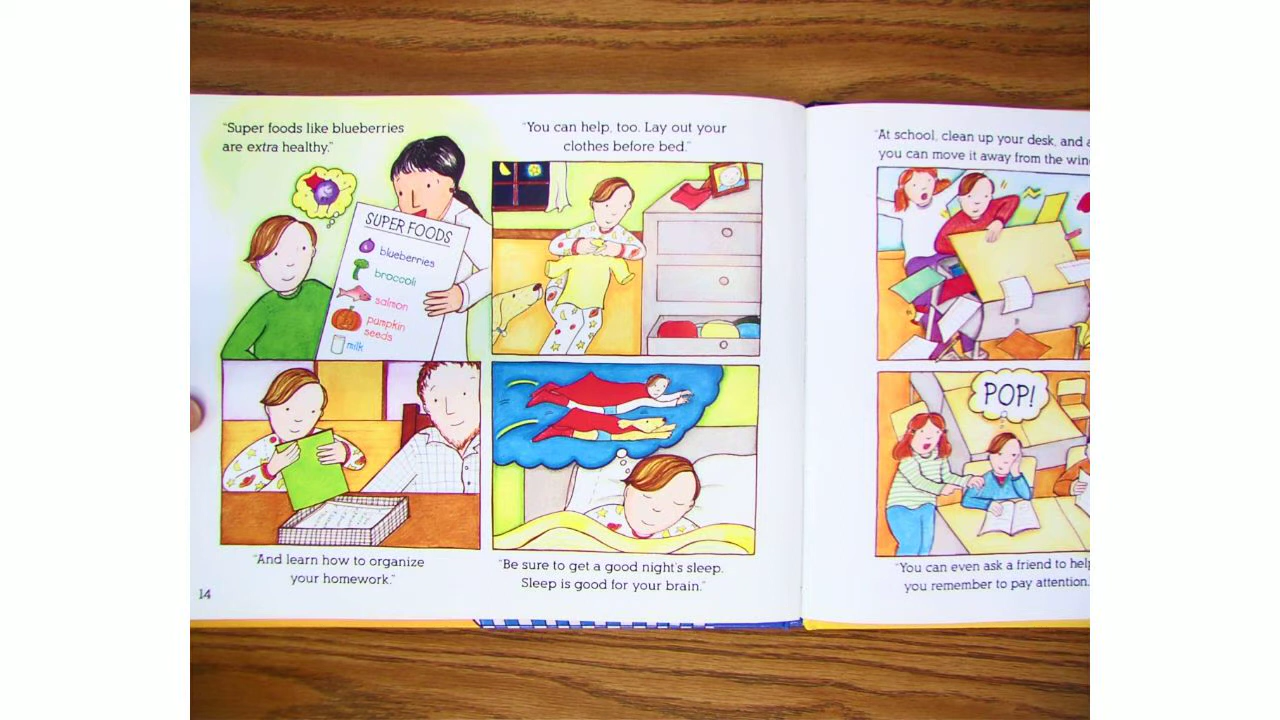 "Super foods like blueberries
are extra healthy."
SUPER FOODS
blueberries
broccoli
salmon
pumpkin
seeds
milk
"You can help, too. Lay out your
clothes before bed."
"And learn how to organize
your homework."
"Be sure to get a good night's sleep.
Sleep is good for your brain."
14
"At school, clean up your desk, and
you can move it away from the
POP!
"You can even ask a friend to
you remember to pay attention.